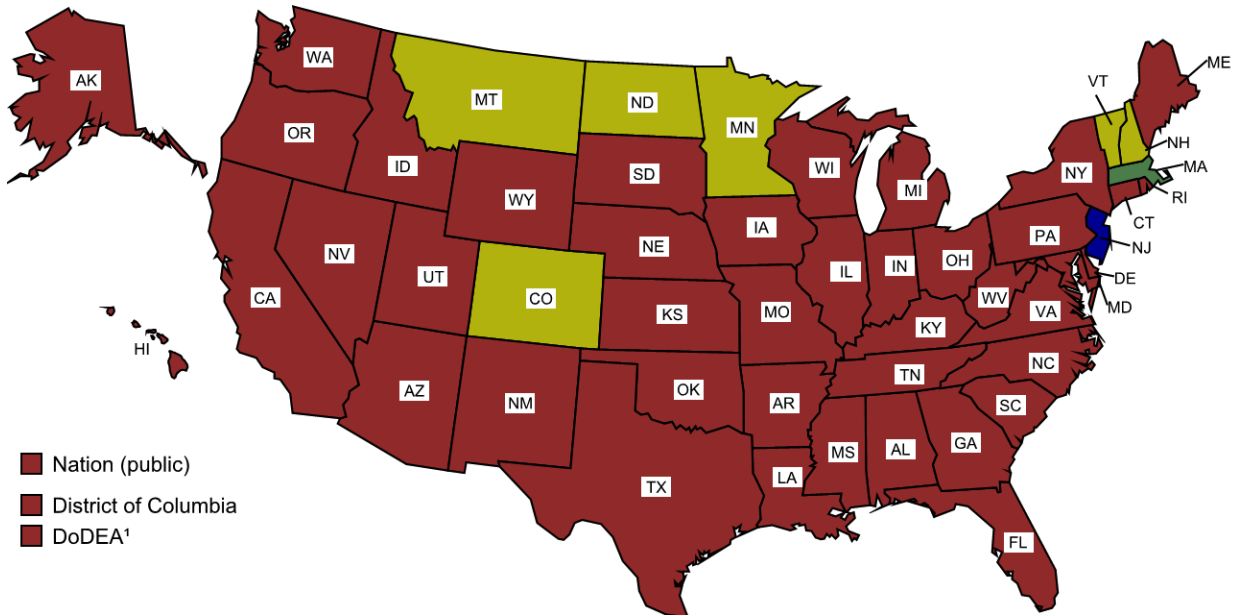 ME
WA
VT
AK
MT
ND
MN
OR
NH
ID
WI
MA
SD
NY
MI
RI
WY
CT
IA
PA
NE
NJ
NV
OH
IL
IN
UT
DE
CA
CO
WV
MD
VA
KS
MO
KY
HI
NC
TN
AZ
OK
NM
AR
SC
MS
AL
GA
Nation (public)
LA
TX
District of Columbia
DoDEA¹
FL